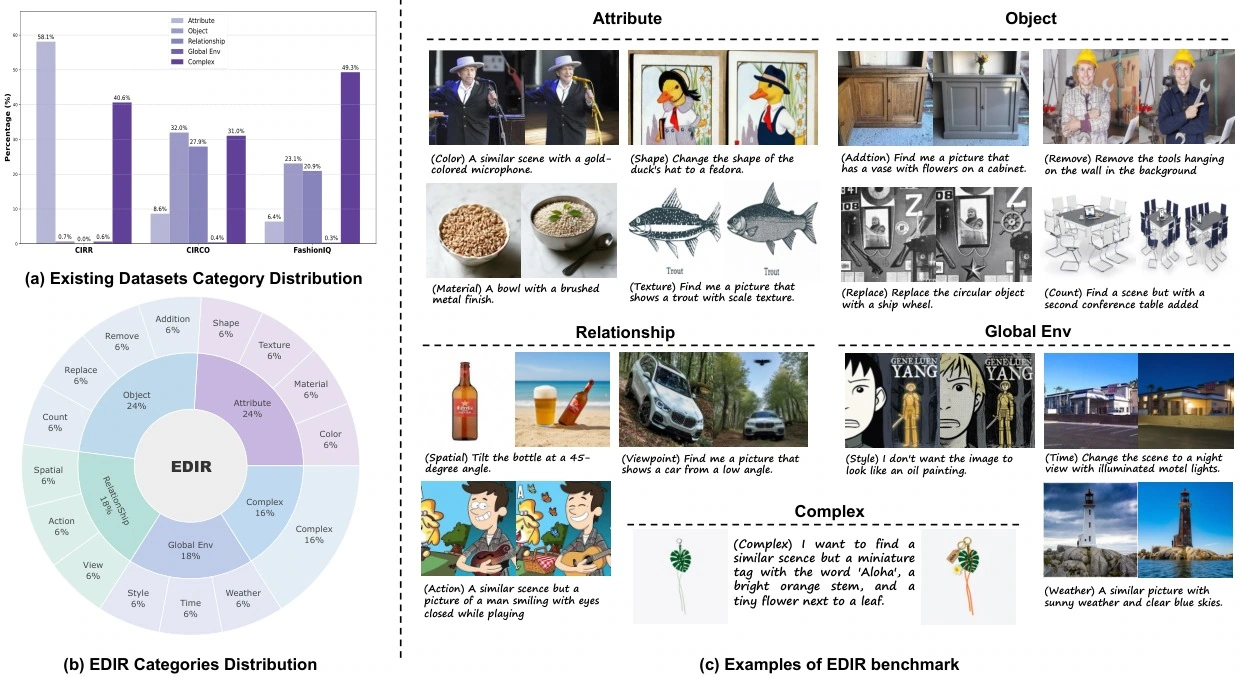 Attribute
Object
Relationship
Global Env
Complex
Percentage (%)
60
50
40
30
20
10
0
58.1%
0.7%
0.0%
0.6%
40.6%
8.6%
32.0%
27.9%
0.4%
31.0%
6.4%
23.1%
20.9%
0.3%
49.3%
CIRR
CIRCO
FashionIQ
(a) Existing Datasets Category Distribution
EDIR
Object
24%
Attribute
24%
RelationShip
18%
Global Env
18%
Complex
16%
Addition
6%
Remove
6%
Replace
6%
Count
6%
Spatial
6%
Action
6%
View
6%
Style
6%
Time
6%
Weather
6%
Complex
16%
Color
6%
Material
6%
Texture
6%
Shape
6%
(b) EDIR Categories Distribution
Attribute
(Color) A similar scene with a gold-
colored microphone.
(Shape) Change the shape of the
duck's hat to a fedora.
(Material) A bowl with a brushed
metal finish.
Trout
Trout
(Texture) Find me a picture that
shows a trout with scale texture.
Object
(Addtion) Find me a picture that
has a vase with flowers on a cabinet.
(Remove) Remove the tools hanging
on the wall in the background
Z
08
Z
(Replace) Replace the circular object
with a ship wheel.
(Count) Find a scene but with a
second conference table added
Relationship
(Spatial) Tilt the bottle at a 45-
degree angle.
(Viewpoint) Find me a picture that
shows a car from a low angle.
(Action) A similar scence but a
picture of a man smiling with eyes
closed while playing
Global Env
GENE LUEN
YANG
GENE LUEN
YANG
(Style) I don't want the image to
look like an oil painting.
(Time) Change the scene to a night
view with illuminated motel lights.
(Weather) A similar picture with
sunny weather and clear blue skies.
Complex
(Complex) I want to find a
similar scence but a miniature
tag with the word 'Aloha', a
bright orange stem, and a
tiny flower next to a leaf.
(c) Examples of EDIR benchmark